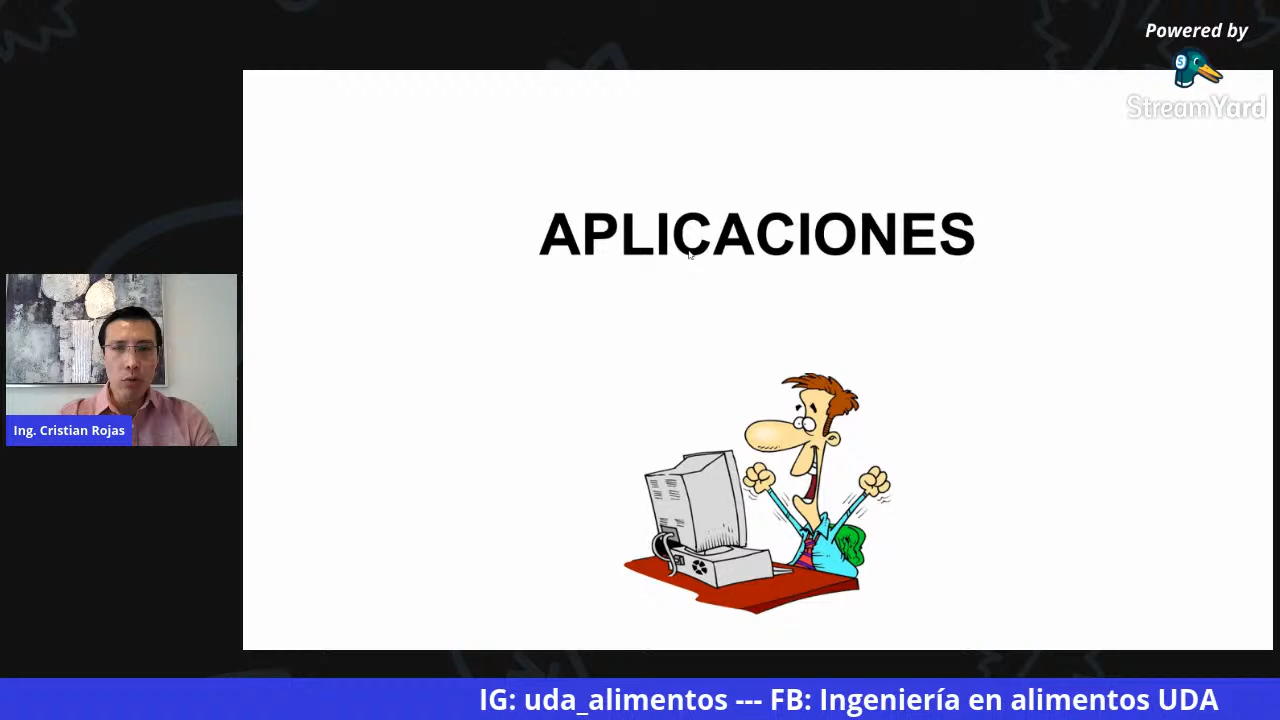 Powered by
StreamYard
APLICACIONES
Ing. Cristian Rojas
IG: uda_alimentos --- FB: Ingeniería en alimentos UDA